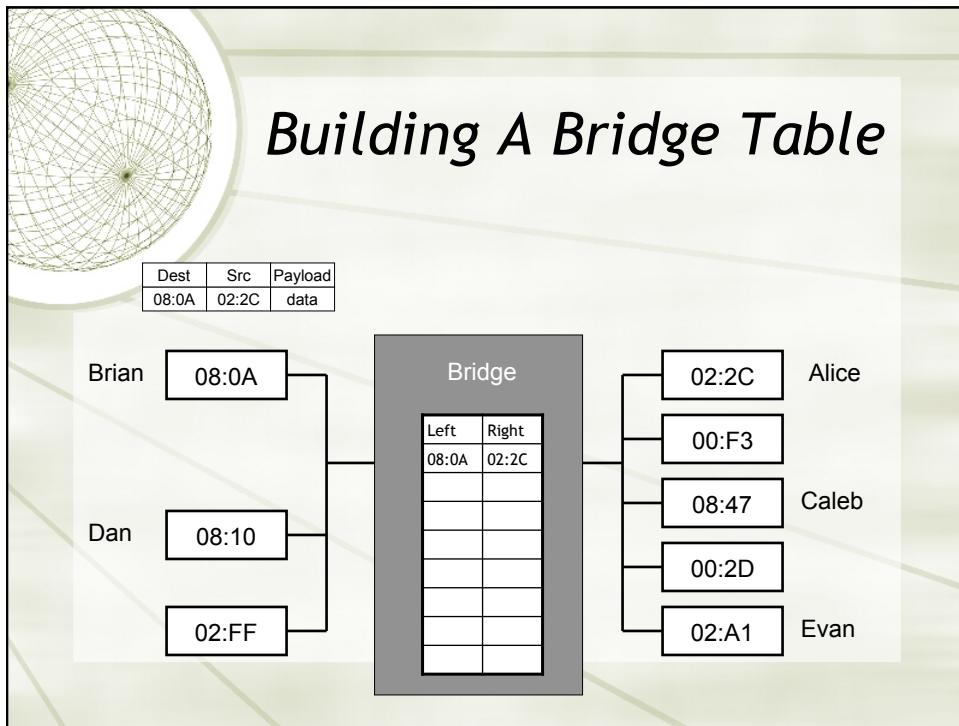 Building A Bridge Table
Dest Src Payload
08:0A 02:2C data
Bridge
Brian 08:0A
Dan 08:10
02:FF
Left Right
08:0A 02:2C
02:2C Alice
00:F3
08:47 Caleb
00:2D
02:A1 Evan